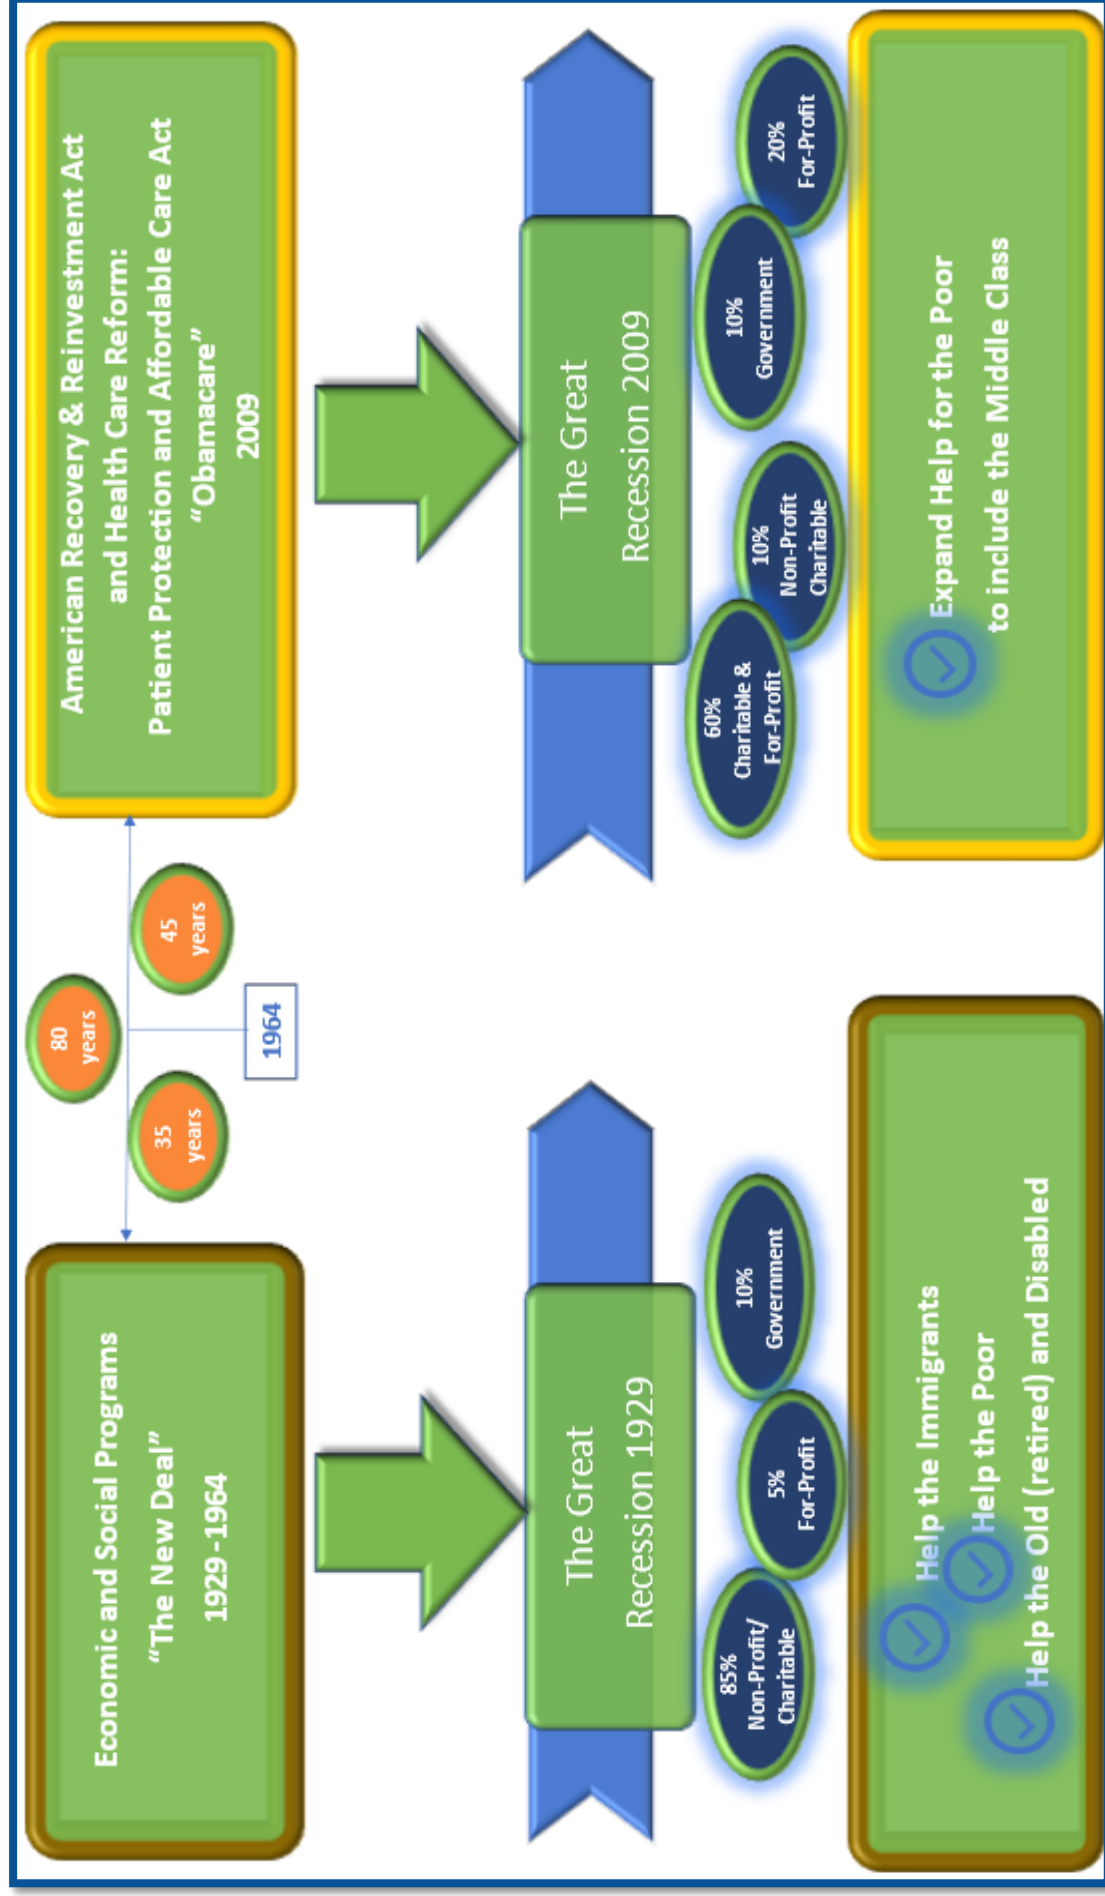 Economic and Social Programs
“The New Deal”
1929 -1964
80
years
35
years
45
years
1964
American Recovery & Reinvestment Act
and Health Care Reform:
Patient Protection and Affordable Care Act
“Obamacare”
2009
The Great
Recession 1929
85%
Non-Profit/
Charitable
5%
For-Profit
10%
Government
The Great
Recession 2009
60%
Charitable &
For-Profit
10%
Non-Profit
Charitable
10%
Government
20%
For-Profit
Help the Immigrants
Help the Poor
Help the Old (retired) and Disabled
Expand Help for the Poor
to include the Middle Class